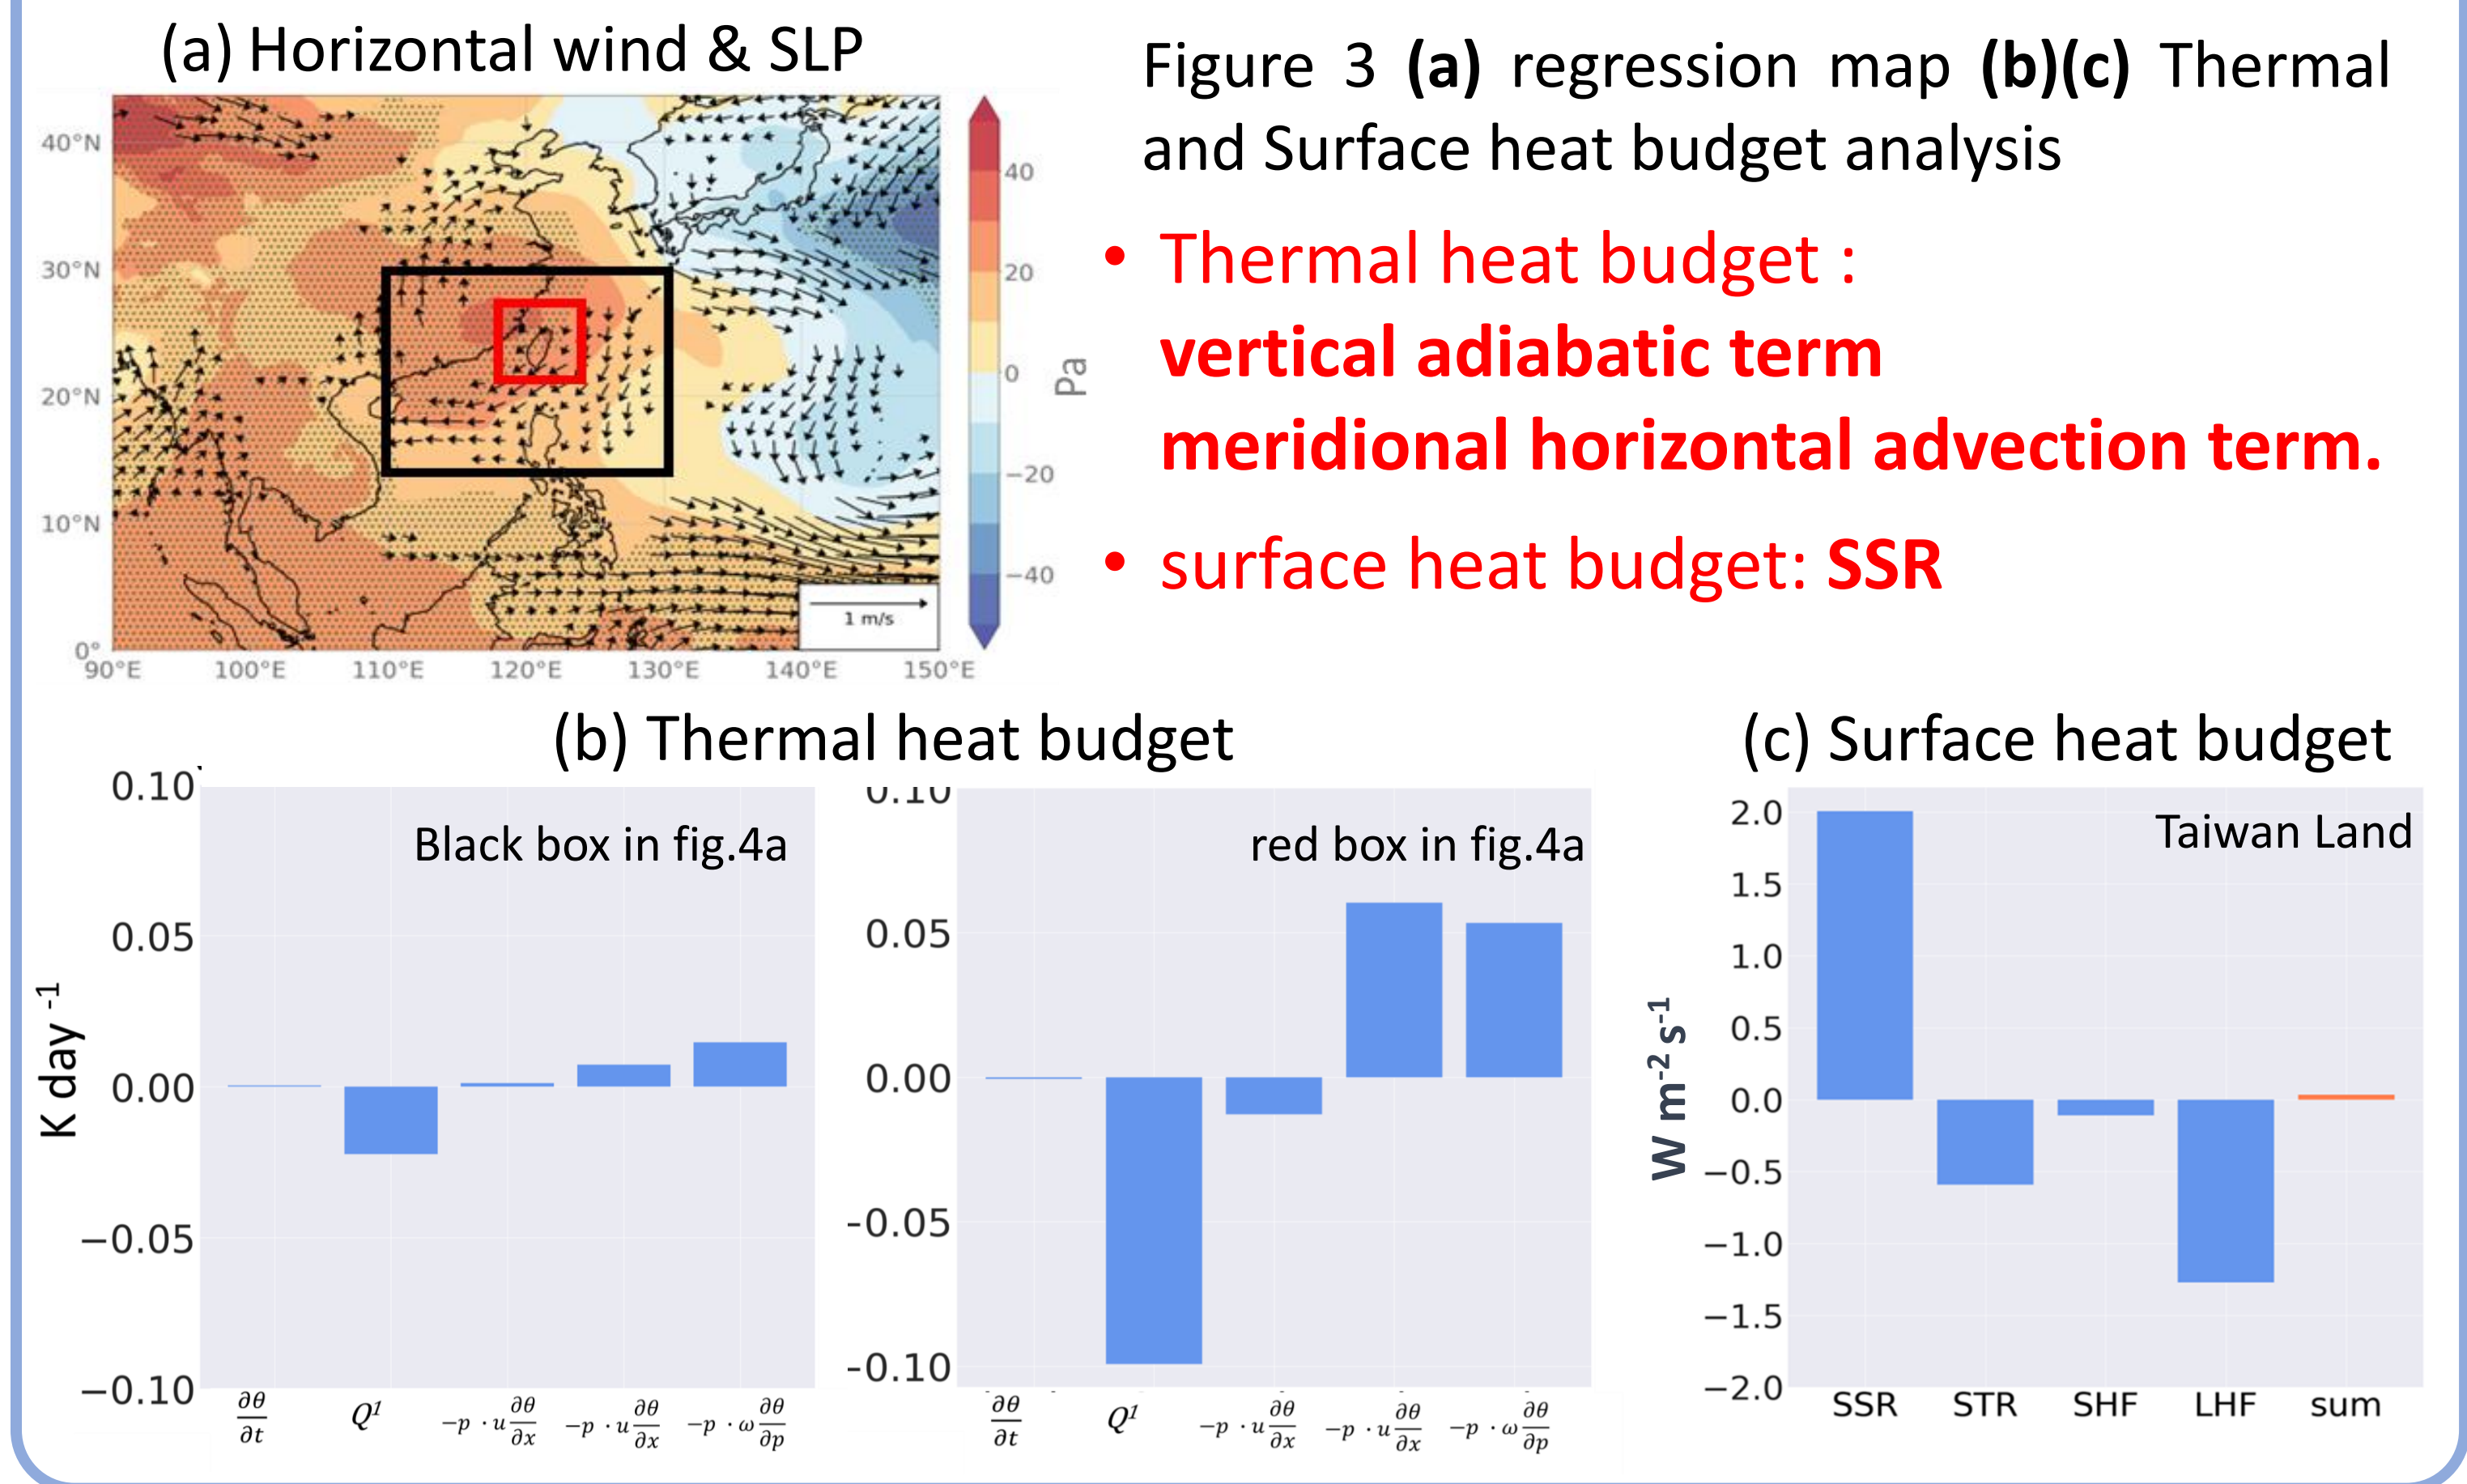 (a) Horizontal wind & SLP
40°N
30°N
20°N
10°N
0°
90°E 100°E 110°E 120°E 130°E 140°E 150°E
1 m/s
40
20
0
−20
−40
Pa
Figure 3 (a) regression map (b)(c) Thermal
and Surface heat budget analysis
• Thermal heat budget :
vertical adiabatic term
meridional horizontal advection term.
• surface heat budget: SSR
(b) Thermal heat budget
K day -1
0.10
0.05
0.00
−0.05
−0.10
Black box in fig.4a
∂θ/∂t Q¹ −p · u ∂θ/∂x −p · u ∂θ/∂x −p · ω ∂θ/∂p
0.10
0.05
0.00
-0.05
-0.10
red box in fig.4a
∂θ/∂t Q¹ −p · u ∂θ/∂x −p · u ∂θ/∂x −p · ω ∂θ/∂p
(c) Surface heat budget
W m-2 s-1
2.0
1.5
1.0
0.5
0.0
−0.5
−1.0
−1.5
−2.0
Taiwan Land
SSR STR SHF LHF sum